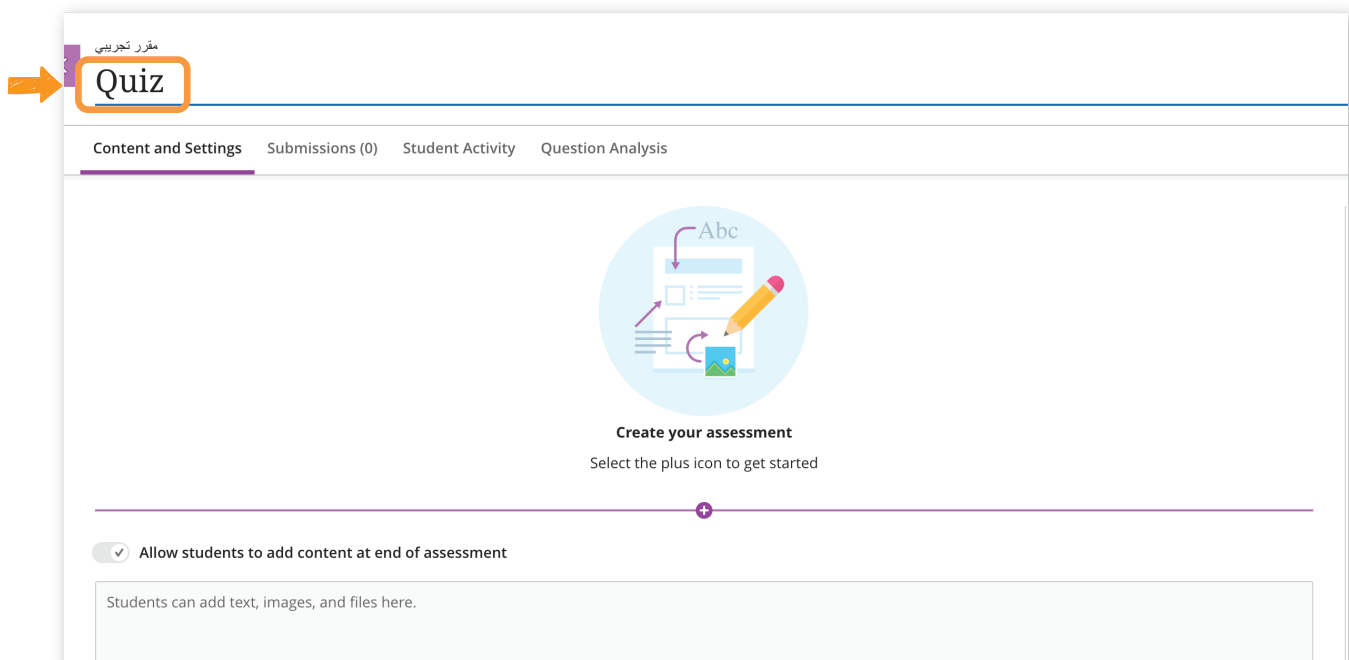 مقرر تجريبي
Quiz
Content and Settings Submissions (0) Student Activity Question Analysis
Abc
Create your assessment
Select the plus icon to get started
Allow students to add content at end of assessment
Students can add text, images, and files here.